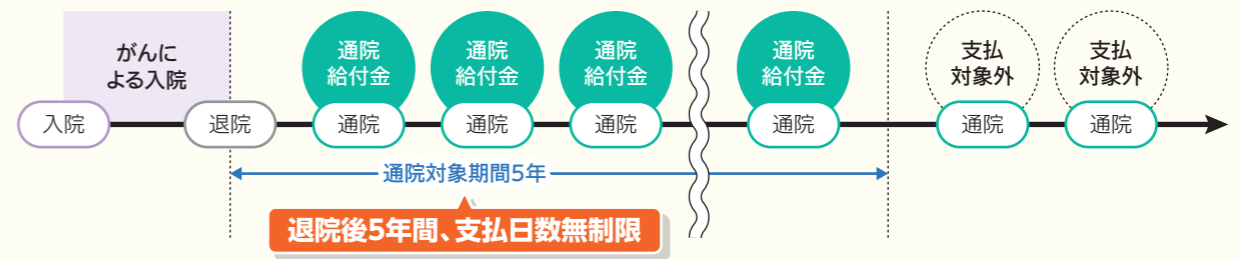 がんに
よる入院
通院
給付金
通院
給付金
通院
給付金
通院
給付金
支払
対象外
支払
対象外
入院
退院
通院
通院
通院
通院
通院
通院
通院対象期間5年
退院後5年間、支払日数無制限